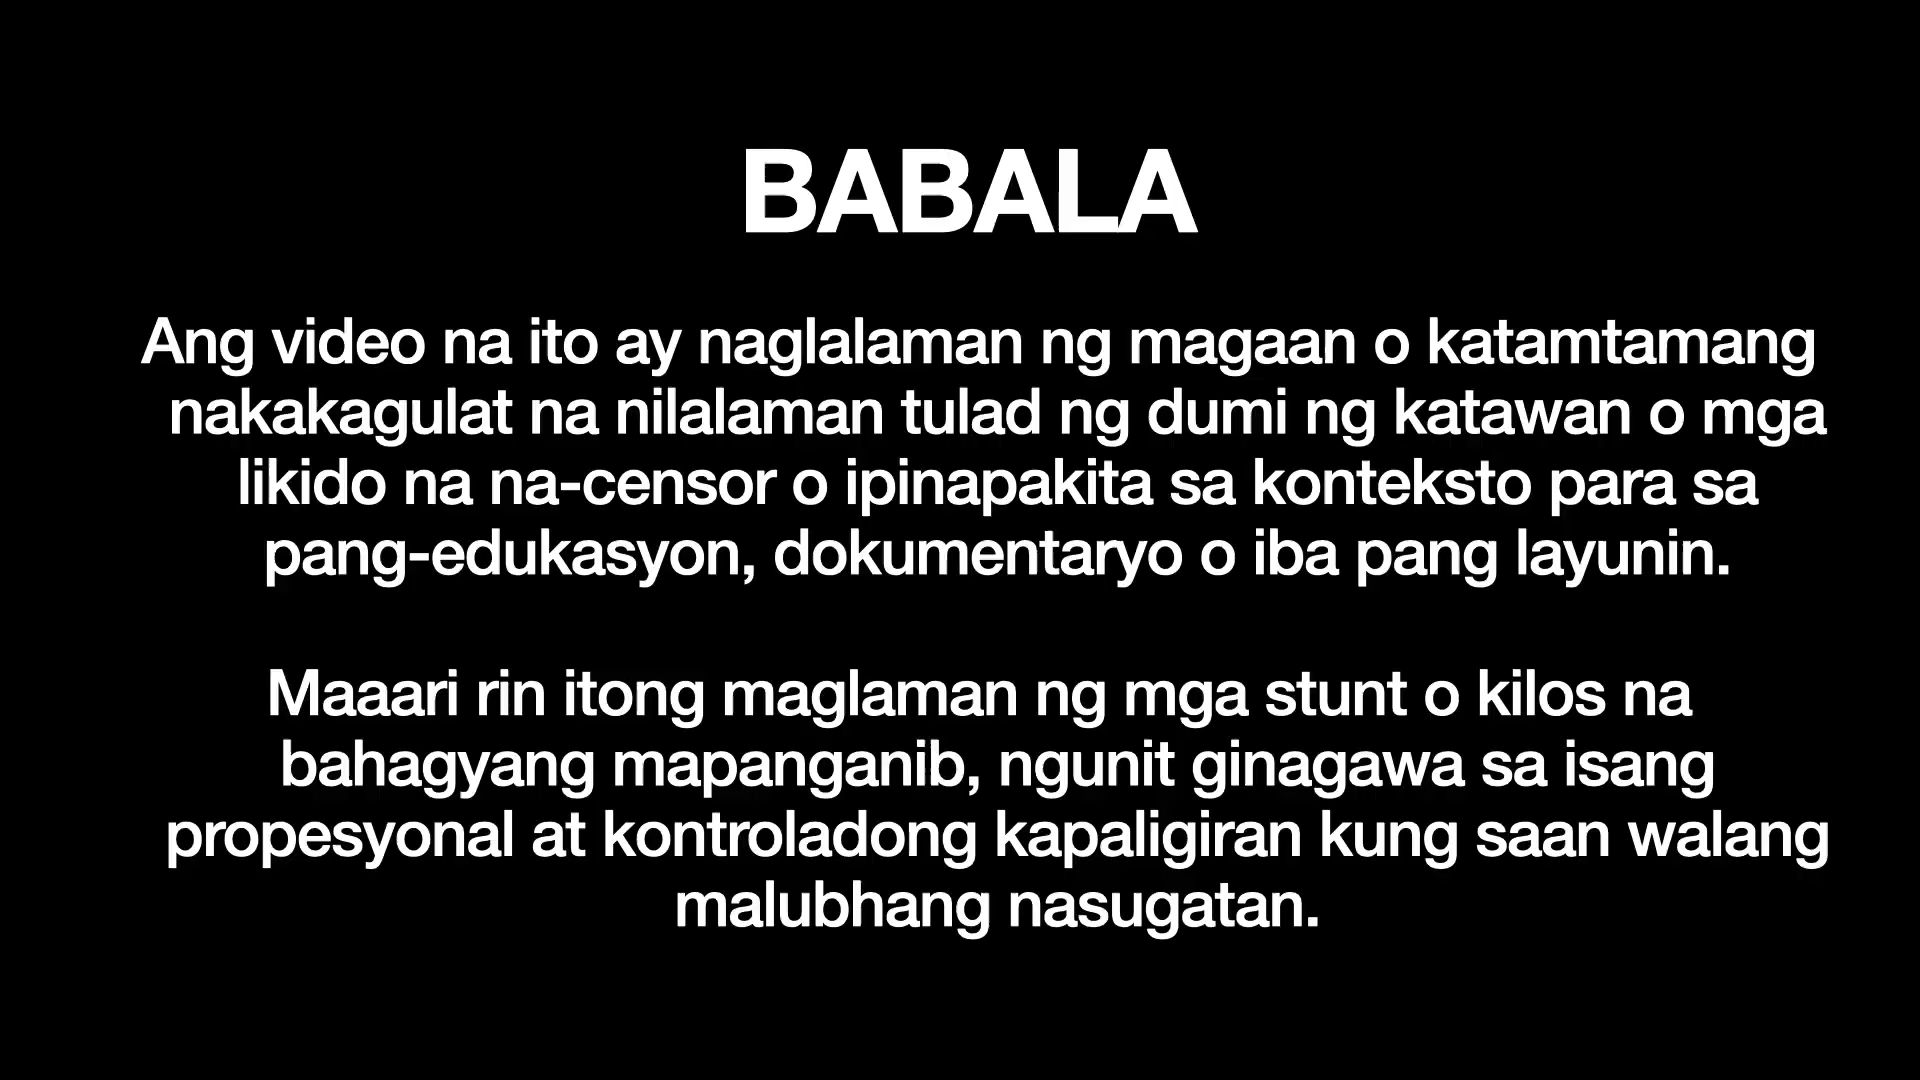 BABALA
Ang video na ito ay naglalaman ng magaan o katamtamang
nakakagulat na nilalaman tulad ng dumi ng katawan o mga
likido na na-censor o ipinapakita sa konteksto para sa
pang-edukasyon, dokumentaryo o iba pang layunin.
Maaari rin itong maglaman ng mga stunt o kilos na
bahagyang mapanganib, ngunit ginagawa sa isang
propesyonal at kontroladong kapaligiran kung saan walang
malubhang nasugatan.